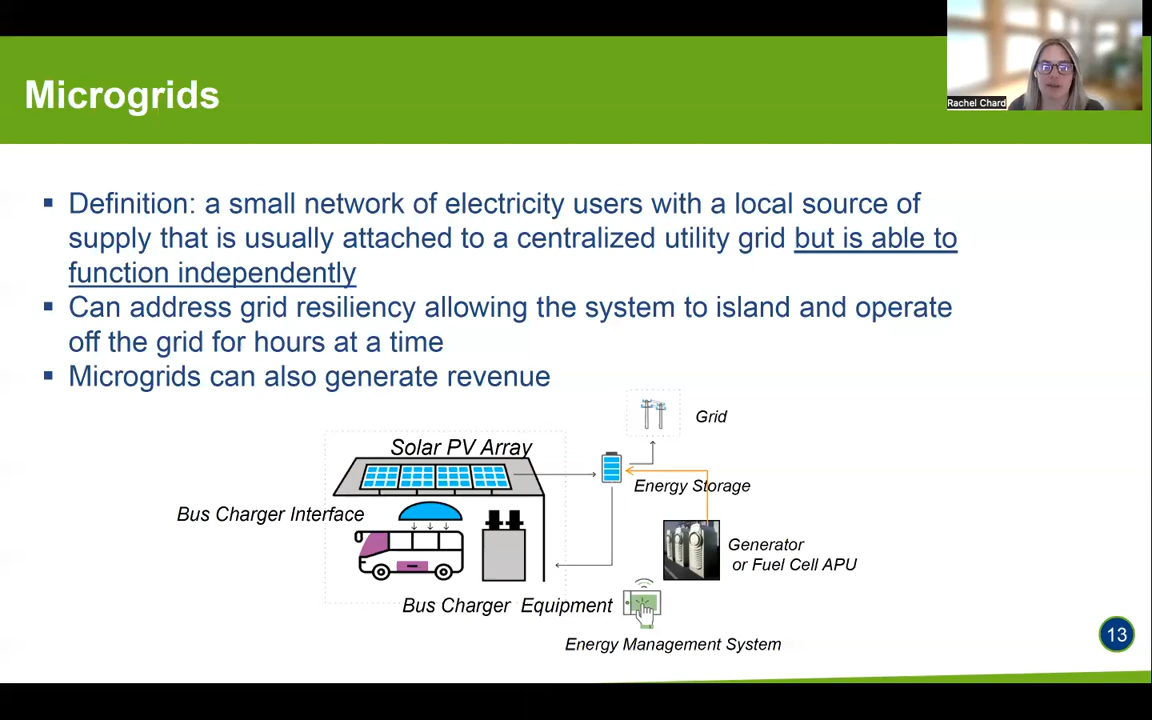 Microgrids
Rachel Chard
▪ Definition: a small network of electricity users with a local source of
supply that is usually attached to a centralized utility grid but is able to
function independently
▪ Can address grid resiliency allowing the system to island and operate
off the grid for hours at a time
▪ Microgrids can also generate revenue
Grid
Solar PV Array
Energy Storage
Bus Charger Interface
Generator
or Fuel Cell APU
Bus Charger Equipment
Energy Management System
13